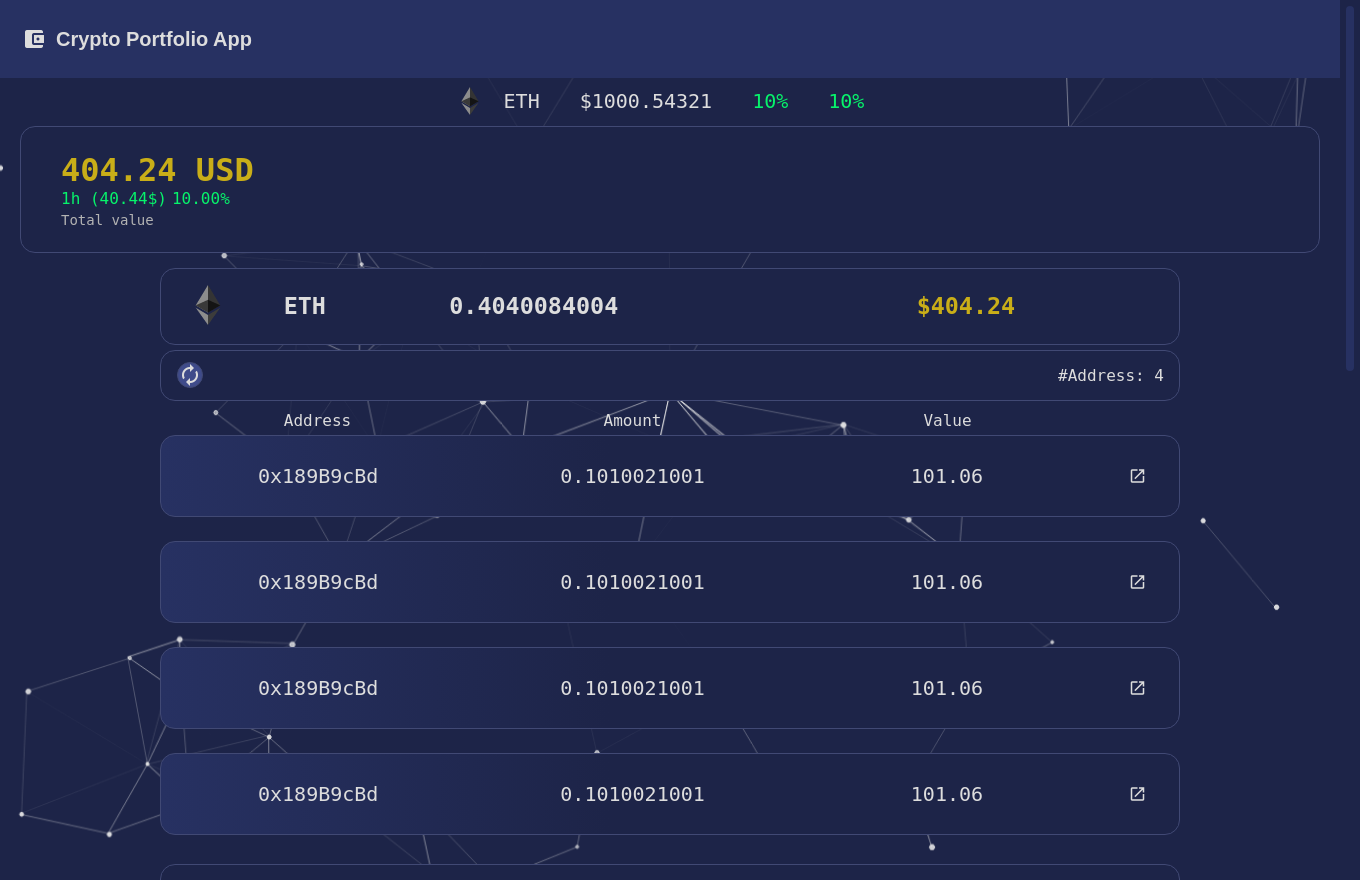 Crypto Portfolio App
ETH $1000.54321 10% 10%
404.24 USD
1h (40.44$) 10.00%
Total value
ETH 0.4040084004 $404.24
#Address: 4
Address Amount Value
0x189B9cBd 0.1010021001 101.06
0x189B9cBd 0.1010021001 101.06
0x189B9cBd 0.1010021001 101.06
0x189B9cBd 0.1010021001 101.06